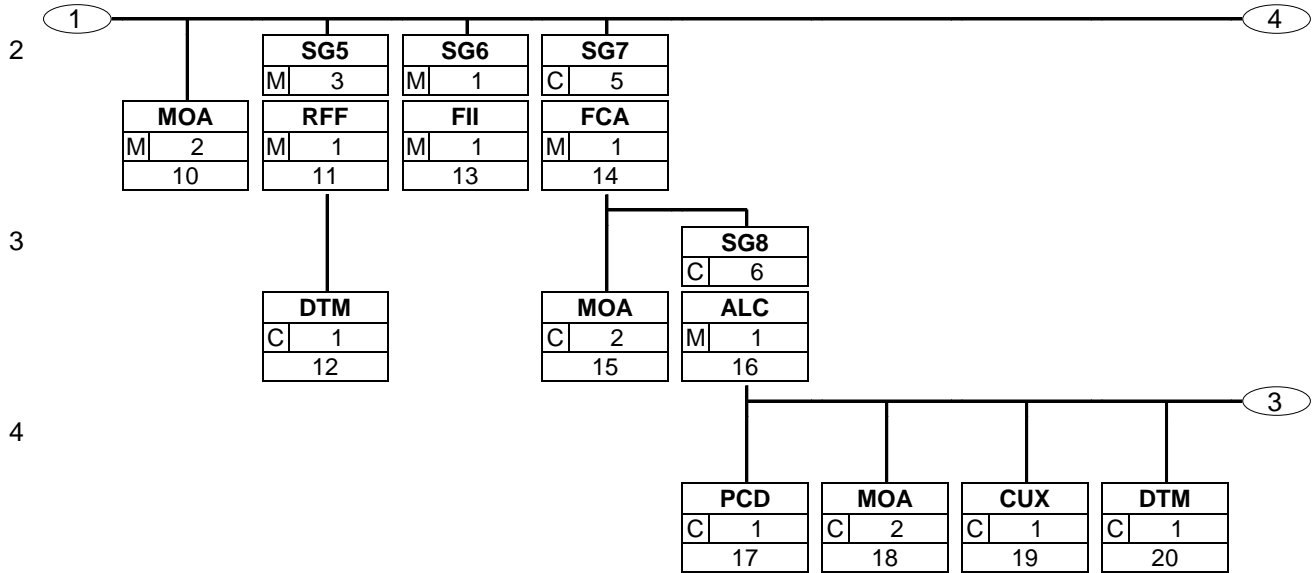 1 4
2 SG5 SG6 SG7
M 3 M 1 C 5
MOA RFF FII FCA
M 2 M 1 M 1 M 1
10 11 13 14
3 SG8
C 6
DTM MOA ALC
C 1 C 2 M 1
12 15 16
3
4
PCD MOA CUX DTM
C 1 C 2 C 1 C 1
17 18 19 20